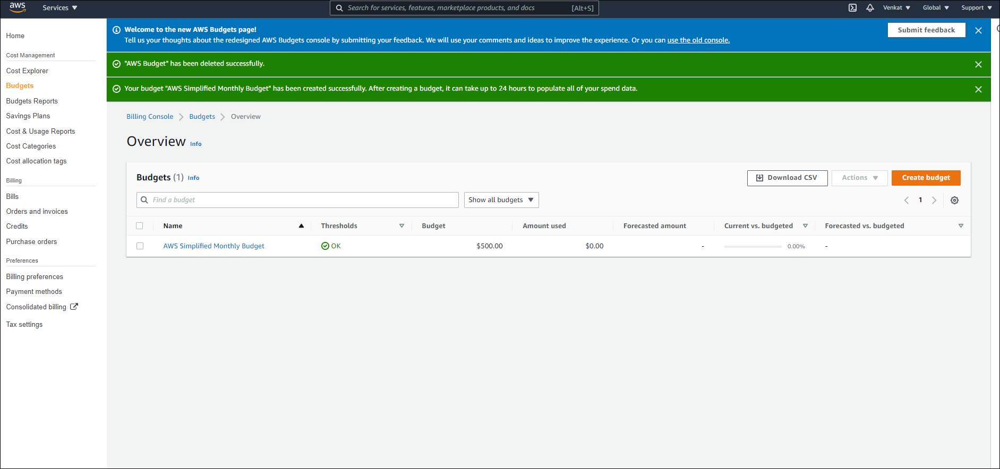 aws
Services
Search for services, features, marketplace products, and docs [Alt+S]
Venkat
Global
Support
Home
Cost Management
Cost Explorer
Budgets
Budgets Reports
Savings Plans
Cost & Usage Reports
Cost Categories
Cost allocation tags
Billing
Bills
Orders and invoices
Credits
Purchase orders
Preferences
Billing preferences
Payment methods
Consolidated billing
Tax settings
Welcome to the new AWS Budgets page!
Tell us your thoughts about the redesigned AWS Budgets console by submitting your feedback. We will use your comments and ideas to improve the experience. Or you can use the old console.
Submit feedback
"AWS Budget" has been deleted successfully.
Your budget "AWS Simplified Monthly Budget" has been created successfully. After creating a budget, it can take up to 24 hours to populate all of your spend data.
Billing Console Budgets Overview
Overview Info
Budgets (1) Info
Download CSV
Actions
Create budget
Find a budget
Show all budgets
1
Name Thresholds Budget Amount used Forecasted amount Current vs. budgeted Forecasted vs. budgeted
AWS Simplified Monthly Budget OK $500.00 $0.00 - 0.00% -